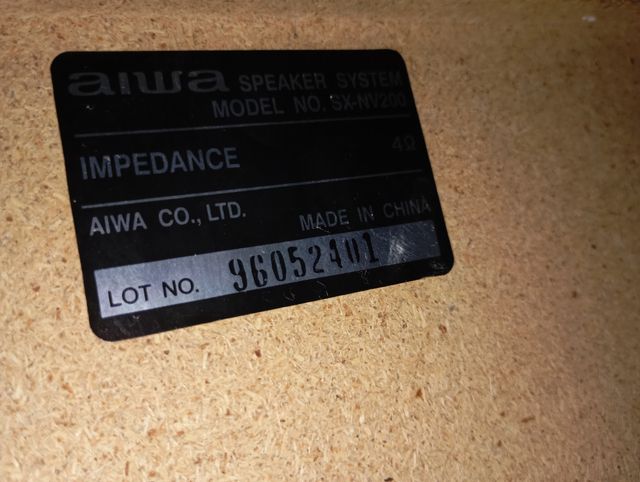 aiwa SPEAKER SYSTEM
MODEL NO. SX-NV200
IMPEDANCE 4Ω
AIWA CO., LTD. MADE IN CHINA
LOT NO. 96052401